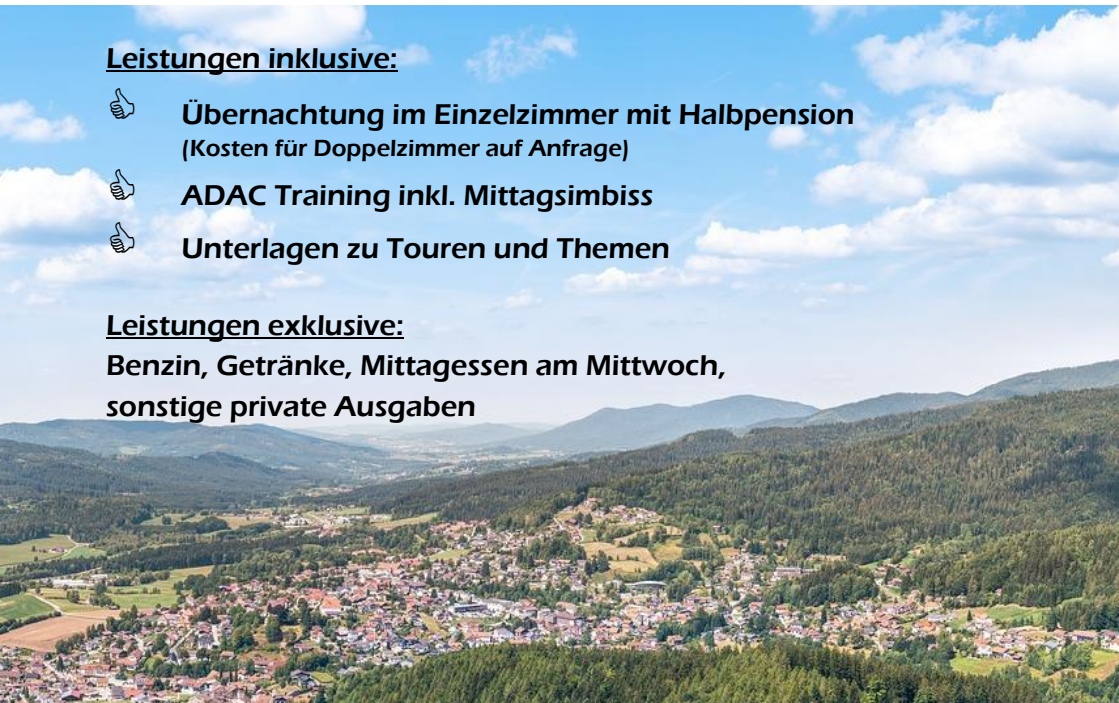 Leistungen inklusive:
Übernachtung im Einzelzimmer mit Halbpension
(Kosten für Doppelzimmer auf Anfrage)
ADAC Training inkl. Mittagsimbiss
Unterlagen zu Touren und Themen
Leistungen exklusive:
Benzin, Getränke, Mittagessen am Mittwoch,
sonstige private Ausgaben